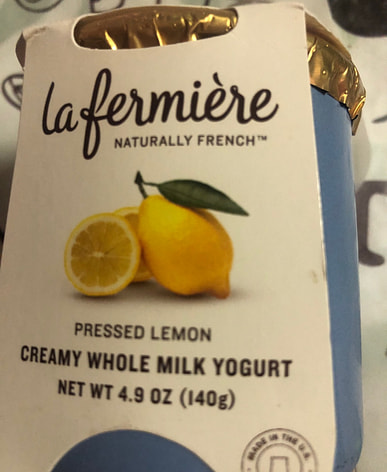 la fermière
NATURALLY FRENCH™
PRESSED LEMON
CREAMY WHOLE MILK YOGURT
NET WT 4.9 OZ (140g)
MADE IN THE U.S.